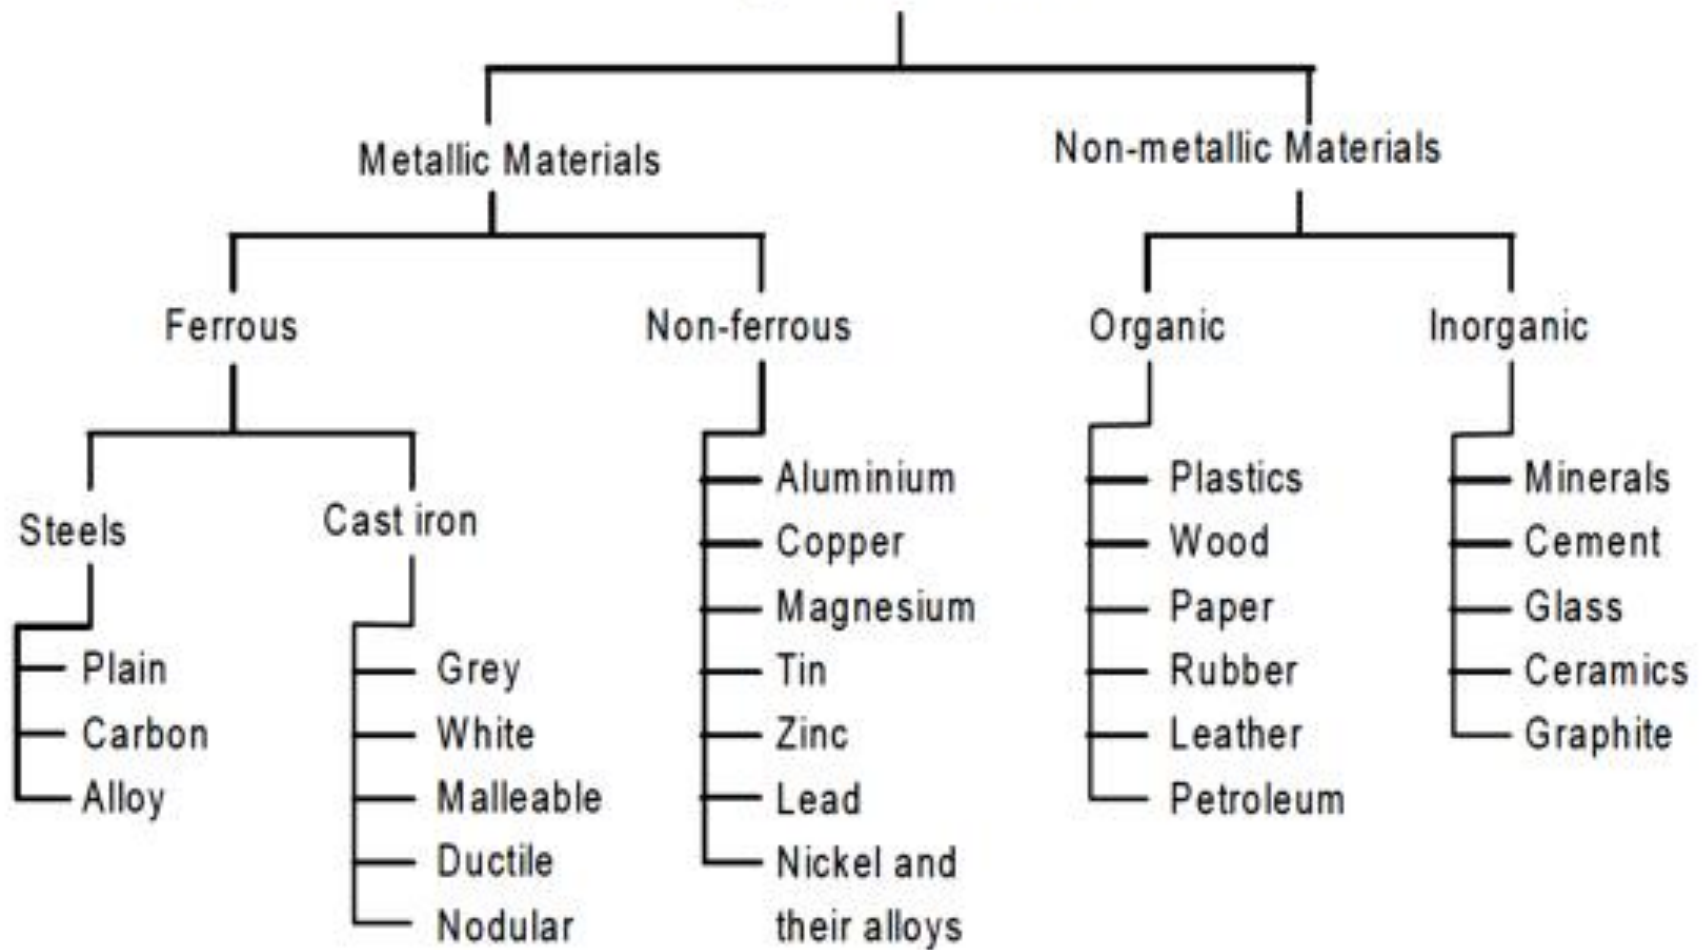 Metallic Materials
Non-metallic Materials
Ferrous
Non-ferrous
Organic
Inorganic
Steels
Cast iron
Plain
Carbon
Alloy
Grey
White
Malleable
Ductile
Nodular
Aluminium
Copper
Magnesium
Tin
Zinc
Lead
Nickel and
their alloys
Plastics
Wood
Paper
Rubber
Leather
Petroleum
Minerals
Cement
Glass
Ceramics
Graphite